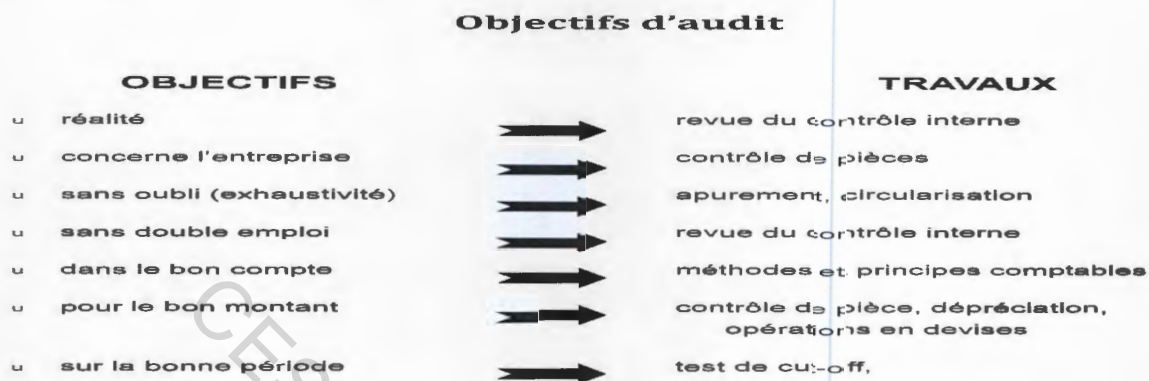 Objectifs d'audit
OBJECTIFS
TRAVAUX
u réalité
revue du contrôle interne
u concerne l'entreprise
contrôle de pièces
u sans oubli (exhaustivité)
apurement, circularisation
u sans double emploi
revue du contrôle interne
u dans le bon compte
méthodes et principes comptables
u pour le bon montant
contrôle de pièce, dépréciation,
opérations en devises
u sur la bonne période
test de cut-off,
CES